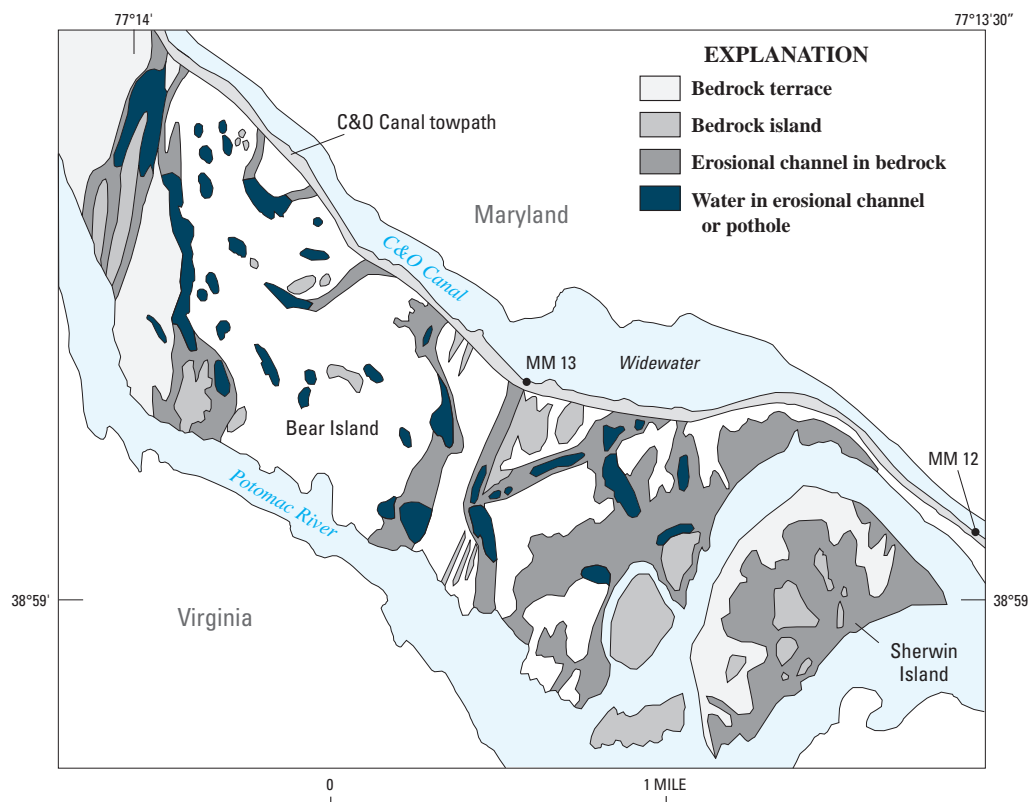 77°14'
77°13'30"
EXPLANATION
Bedrock terrace
Bedrock island
Erosional channel in bedrock
Water in erosional channel
or pothole
C&O Canal towpath
Maryland
C&O Canal
MM 13
Widewater
Bear Island
MM 12
Potomac River
38°59'
38°59
Virginia
Sherwin
Island
0
1 MILE